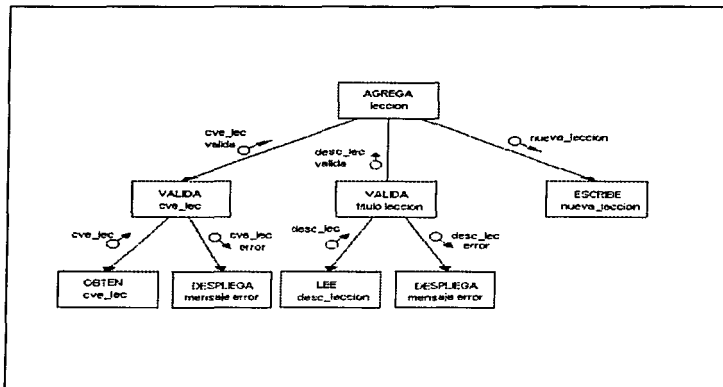 AGREGA
leccion
cve_lec
valida
desc_lec
valida
nueva_leccion
VALIDA
cve_lec
VALIDA
titulo leccion
ESCRIBE
nueva_leccion
cve_lec
cve_lec
error
desc_lec
desc_lec
error
OBTEN
cve_lec
DESPLIEGA
mensaje error
LEE
desc_leccion
DESPLIEGA
mensaje error